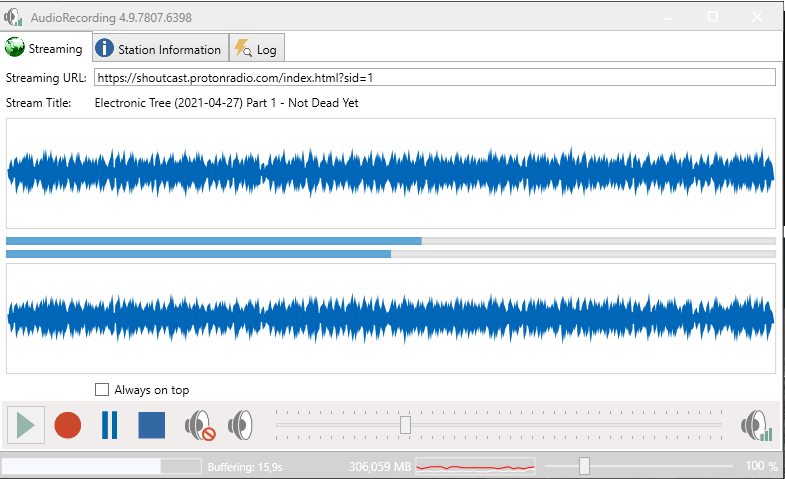 AudioRecording 4.9.7807.6398
Streaming
Station Information
Log
Streaming URL: https://shoutcast.protonradio.com/index.html?sid=1
Stream Title: Electronic Tree (2021-04-27) Part 1 - Not Dead Yet
Always on top
Buffering: 15,9s
306,059 MB
100 %